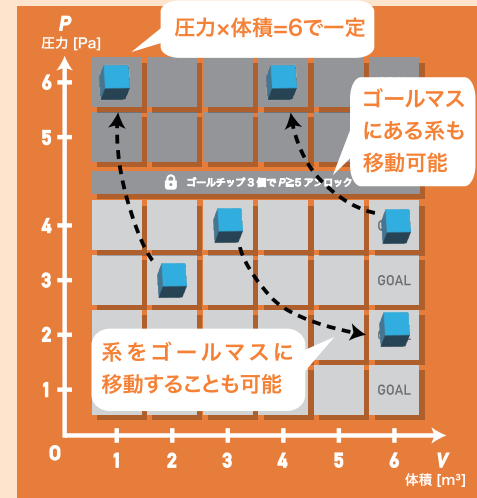 P
圧力 [Pa]
圧力×体積=6で一定
6
ゴールマス
にある系も
移動可能
5
ゴールチップ3個でP≧5アンロック
4
3
GOAL
2
系をゴールマスに
移動することも可能
1
GOAL
0
1
2
3
4
5
6
V
体積 [m³]